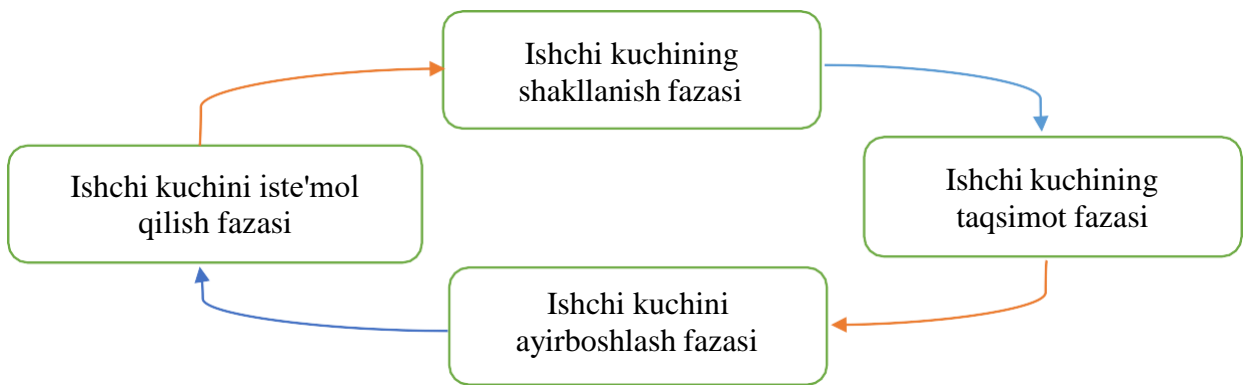 Ishchi kuchining
shakllanish fazasi
Ishchi kuchining
taqsimot fazasi
Ishchi kuchini
ayirboshlash fazasi
Ishchi kuchini iste'mol
qilish fazasi